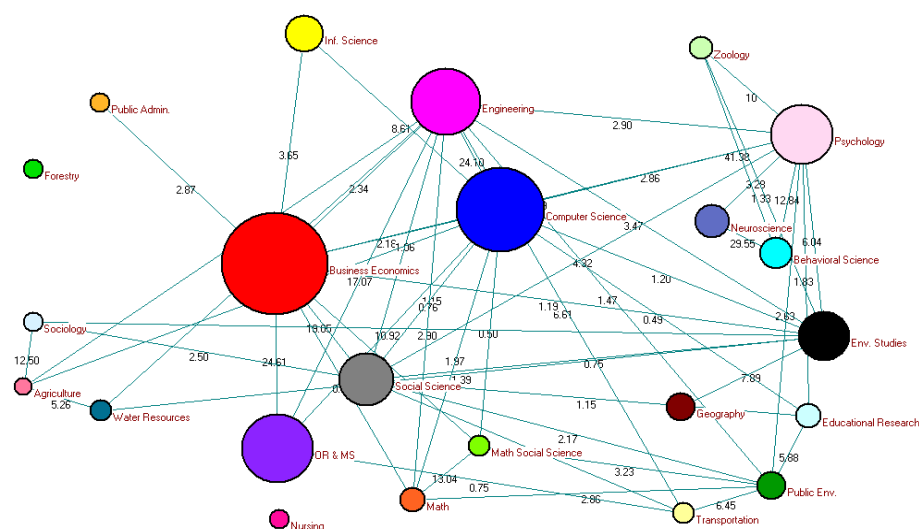 Inf. Science
Zoology
Public Admin.
Engineering
10
8.61
2.90
Psychology
3.65
24.10
41.38
Forestry
2.87
2.34
2.86
3.28
12.84
1.33
Computer Science
3.47
Neuroscience
2.16
1.06
29.55
6.04
Behavioral Science
4.32
Business Economics
17.07
1.20
1.83
1.15
0.76
1.19
1.47
6.61
2.63
0.49
Sociology
19.05
10.92
2.90
0.50
Env. Studies
12.50
2.50
24.61
1.97
0.75
7.89
1.39
Agriculture
Social Science
5.26
Water Resources
1.15
Geography
Educational Research
2.17
OR & MS
Math Social Science
5.88
3.23
13.04
0.75
Public Env.
2.86
Math
6.45
Transportation
Nursing